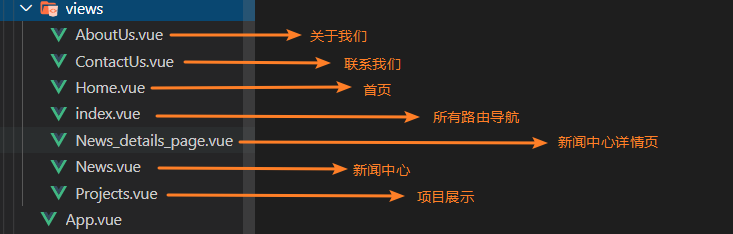 views
AboutUs.vue 关于我们
ContactUs.vue 联系我们
Home.vue 首页
index.vue 所有路由导航
News_details_page.vue 新闻中心详情页
News.vue 新闻中心
Projects.vue 项目展示
App.vue